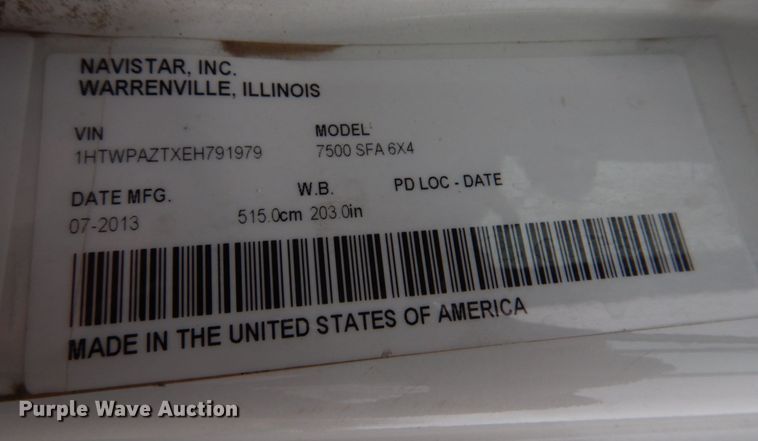 NAVISTAR, INC.
WARRENVILLE, ILLINOIS
VIN MODEL
1HTWPAZTXEH791979 7500 SFA 6X4
DATE MFG. W.B. PD LOC - DATE
07-2013 515.0cm 203.0in
MADE IN THE UNITED STATES OF AMERICA
Purple Wave Auction